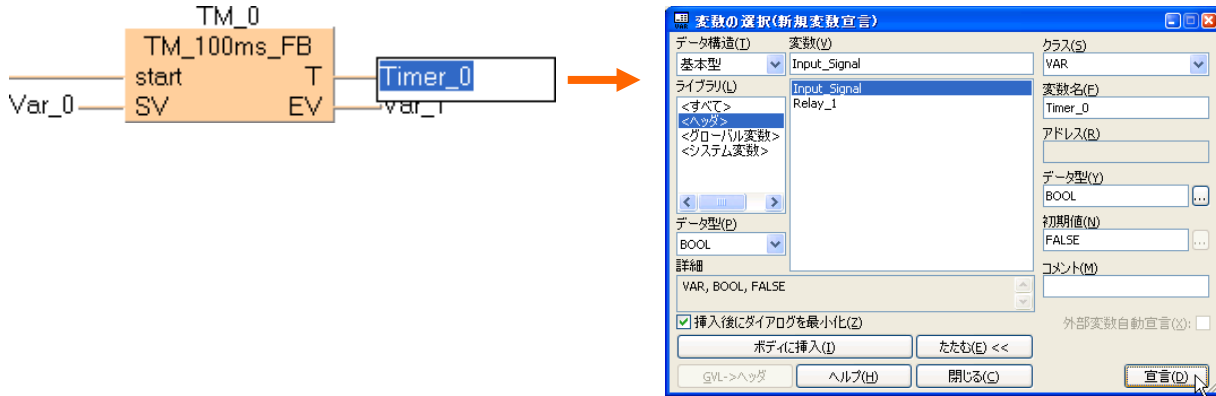 TM_0
TM_100ms_FB
start T
SV EV
Var_0
Timer_0
Var_1
変数の選択(新規変数宣言)
データ構造(T)
基本型
ライブラリ(L)
<すべて>
<ヘッダ>
<グローバル変数>
<システム変数>
データ型(P)
BOOL
変数(V)
Input_Signal
Input_Signal
Relay_1
詳細
VAR, BOOL, FALSE
挿入後にダイアログを最小化(Z)
ボディに挿入(I)
たたむ(E) <<
GVL->ヘッダ
ヘルプ(H)
閉じる(C)
クラス(S)
VAR
変数名(F)
Timer_0
アドレス(R)
データ型(Y)
BOOL
...
初期値(N)
FALSE
...
コメント(M)
外部変数自動宣言(X):
宣言(D)